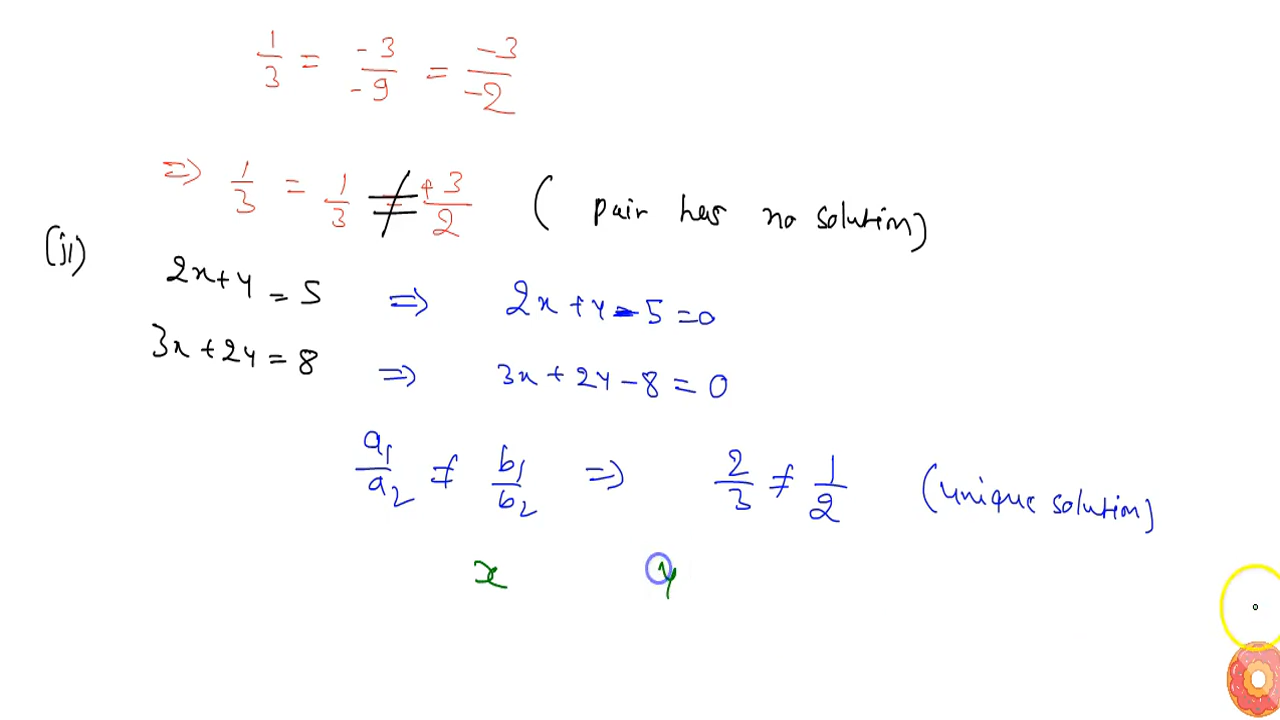 1/3 = -3/-9 = -3/-2
⇒ 1/3 = 1/3 ≠ +3/2 ( pair has no solution)
(ii)
2x+y = 5 ⇒ 2x+y-5=0
3x+2y=8 ⇒ 3x+2y-8=0
a₁/a₂ ≠ b₁/b₂ ⇒ 2/3 ≠ 1/2 (unique solution)
x y